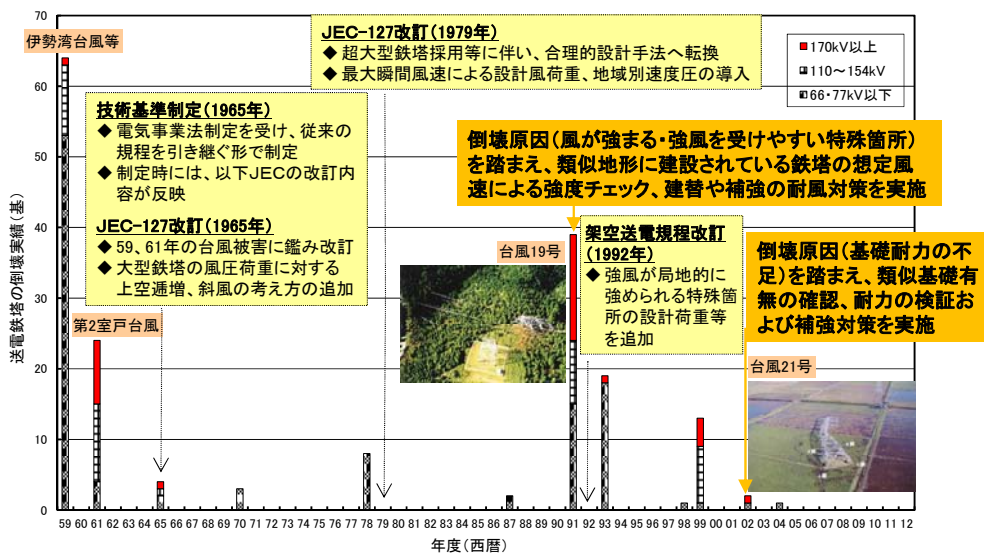 送電鉄塔の倒壊実績(基)
70
60
50
40
30
20
10
0
伊勢湾台風等
JEC-127改訂(1979年)
◆ 超大型鉄塔採用等に伴い、合理的設計手法へ転換
◆ 最大瞬間風速による設計風荷重、地域別速度圧の導入
170kV以上
110～154kV
66・77kV以下
技術基準制定(1965年)
◆ 電気事業法制定を受け、従来の
規程を引き継ぐ形で制定
◆ 制定時には、以下JECの改訂内
容が反映
JEC-127改訂(1965年)
◆ 59、61年の台風被害に鑑み改訂
◆ 大型鉄塔の風圧荷重に対する
上空逓増、斜風の考え方の追加
倒壊原因(風が強まる・強風を受けやすい特殊箇所)
を踏まえ、類似地形に建設されている鉄塔の想定風
速による強度チェック、建替や補強の耐風対策を実施
第2室戸台風
台風19号
架空送電規程改訂
(1992年)
◆ 強風が局地的に
強められる特殊箇
所の設計荷重等
を追加
倒壊原因(基礎耐力の不
足)を踏まえ、類似基礎有
無の確認、耐力の検証お
よび補強対策を実施
台風21号
59 60 61 62 63 64 65 66 67 68 69 70 71 72 73 74 75 76 77 78 79 80 81 82 83 84 85 86 87 88 89 90 91 92 93 94 95 96 97 98 99 00 01 02 03 04 05 06 07 08 09 10 11 12
年度(西暦)